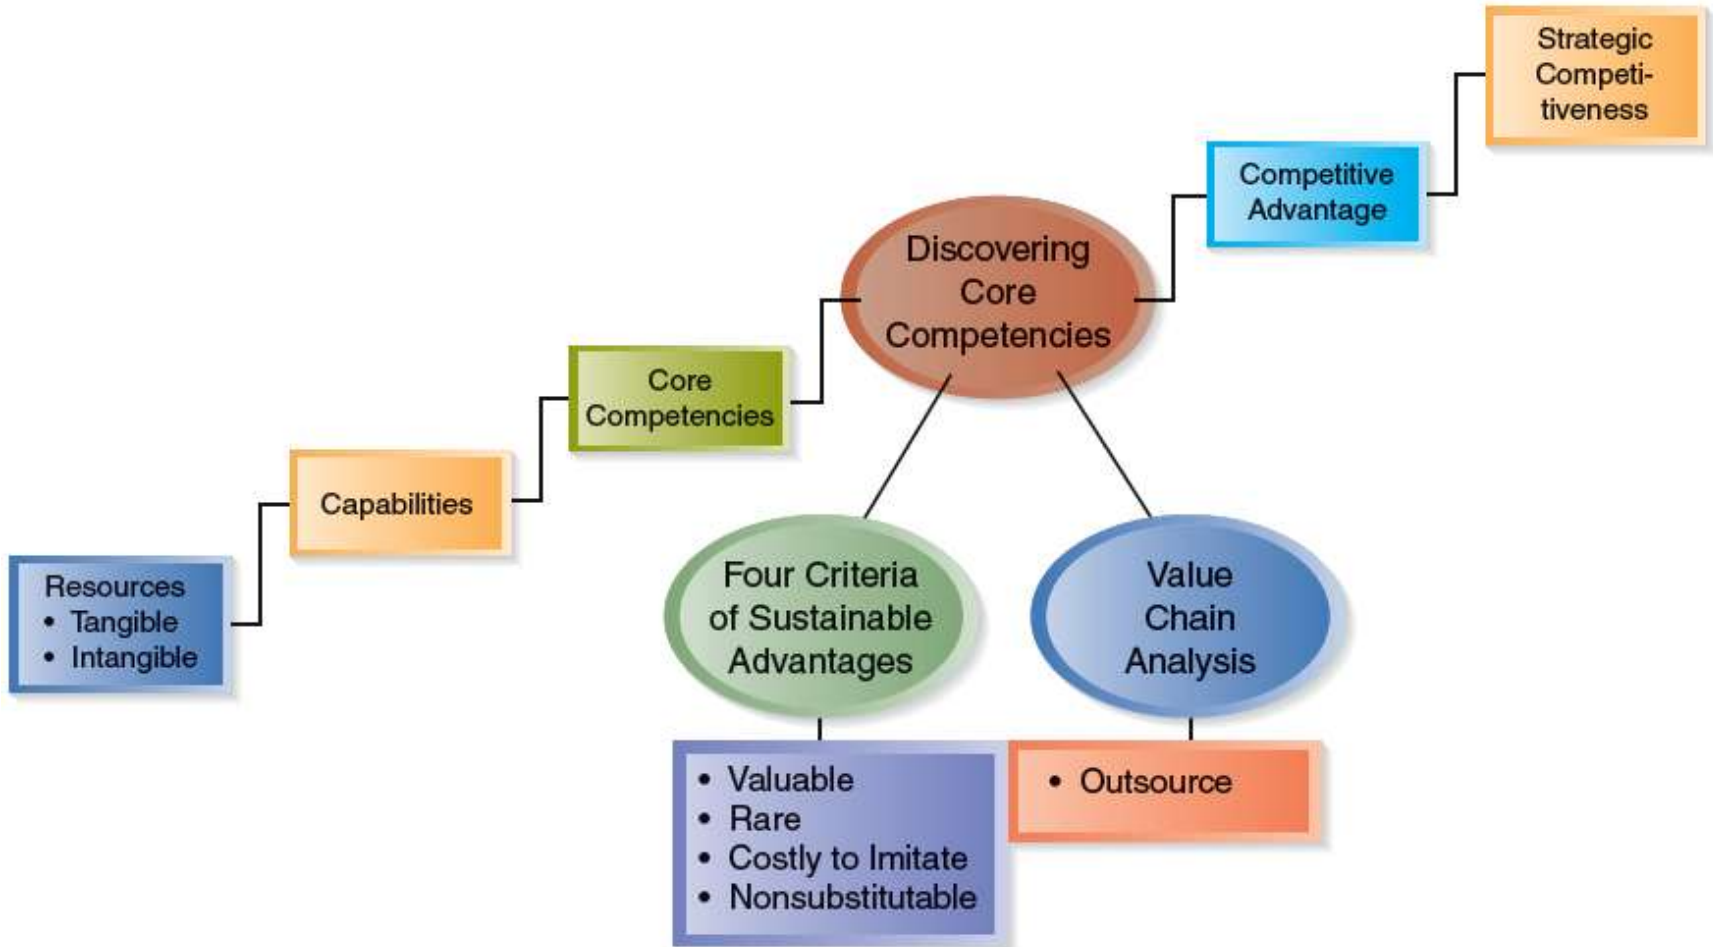 Strategic
Competi-
tiveness
Competitive
Advantage
Discovering
Core
Competencies
Core
Competencies
Capabilities
Resources
• Tangible
• Intangible
Four Criteria
of Sustainable
Advantages
Value
Chain
Analysis
• Valuable
• Rare
• Costly to Imitate
• Nonsubstitutable
• Outsource